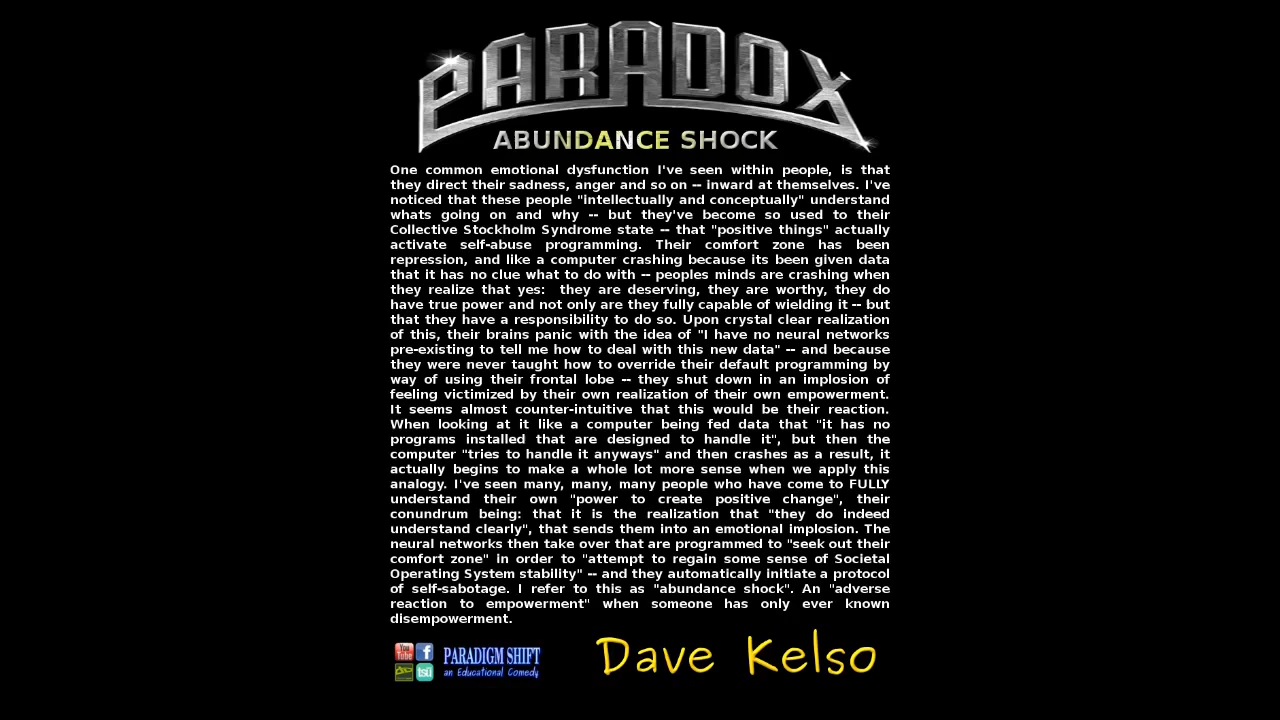 PARADOX
ABUNDANCE SHOCK
One common emotional dysfunction I've seen within people, is that
they direct their sadness, anger and so on -- inward at themselves. I've
noticed that these people "intellectually and conceptually" understand
whats going on and why -- but they've become so used to their
Collective Stockholm Syndrome state -- that "positive things" actually
activate self-abuse programming. Their comfort zone has been
repression, and like a computer crashing because its been given data
that it has no clue what to do with -- peoples minds are crashing when
they realize that yes:  they are deserving, they are worthy, they do
have true power and not only are they fully capable of wielding it -- but
that they have a responsibility to do so. Upon crystal clear realization
of this, their brains panic with the idea of "I have no neural networks
pre-existing to tell me how to deal with this new data" -- and because
they were never taught how to override their default programming by
way of using their frontal lobe -- they shut down in an implosion of
feeling victimized by their own realization of their own empowerment.
It seems almost counter-intuitive that this would be their reaction.
When looking at it like a computer being fed data that "it has no
programs installed that are designed to handle it", but then the
computer "tries to handle it anyways" and then crashes as a result, it
actually begins to make a whole lot more sense when we apply this
analogy. I've seen many, many, many people who have come to FULLY
understand their own "power to create positive change", their
conundrum being: that it is the realization that "they do indeed
understand clearly", that sends them into an emotional implosion. The
neural networks then take over that are programmed to "seek out their
comfort zone" in order to "attempt to regain some sense of Societal
Operating System stability" -- and they automatically initiate a protocol
of self-sabotage. I refer to this as "abundance shock". An "adverse
reaction to empowerment" when someone has only ever known
disempowerment.
You Tube f
tsu
PARADIGM SHIFT
an Educational Comedy
Dave Kelso